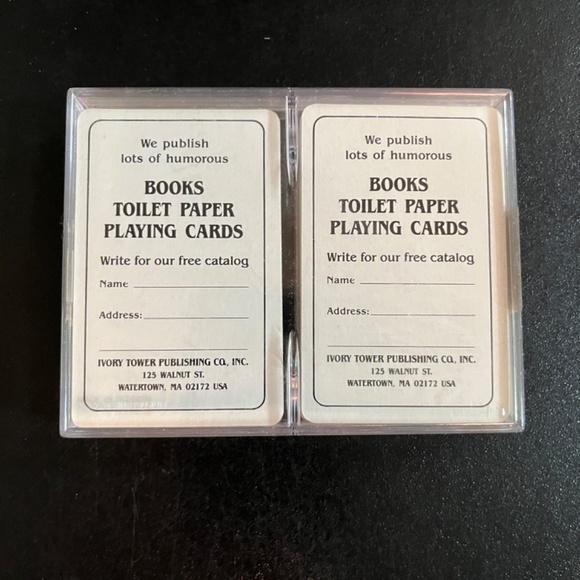 We publish
lots of humorous
BOOKS
TOILET PAPER
PLAYING CARDS
Write for our free catalog
Name
Address:
IVORY TOWER PUBLISHING CO., INC.
125 WALNUT ST.
WATERTOWN, MA 02172 USA
We publish
lots of humorous
BOOKS
TOILET PAPER
PLAYING CARDS
Write for our free catalog
Name
Address:
IVORY TOWER PUBLISHING CO., INC.
125 WALNUT ST.
WATERTOWN, MA 02172 USA